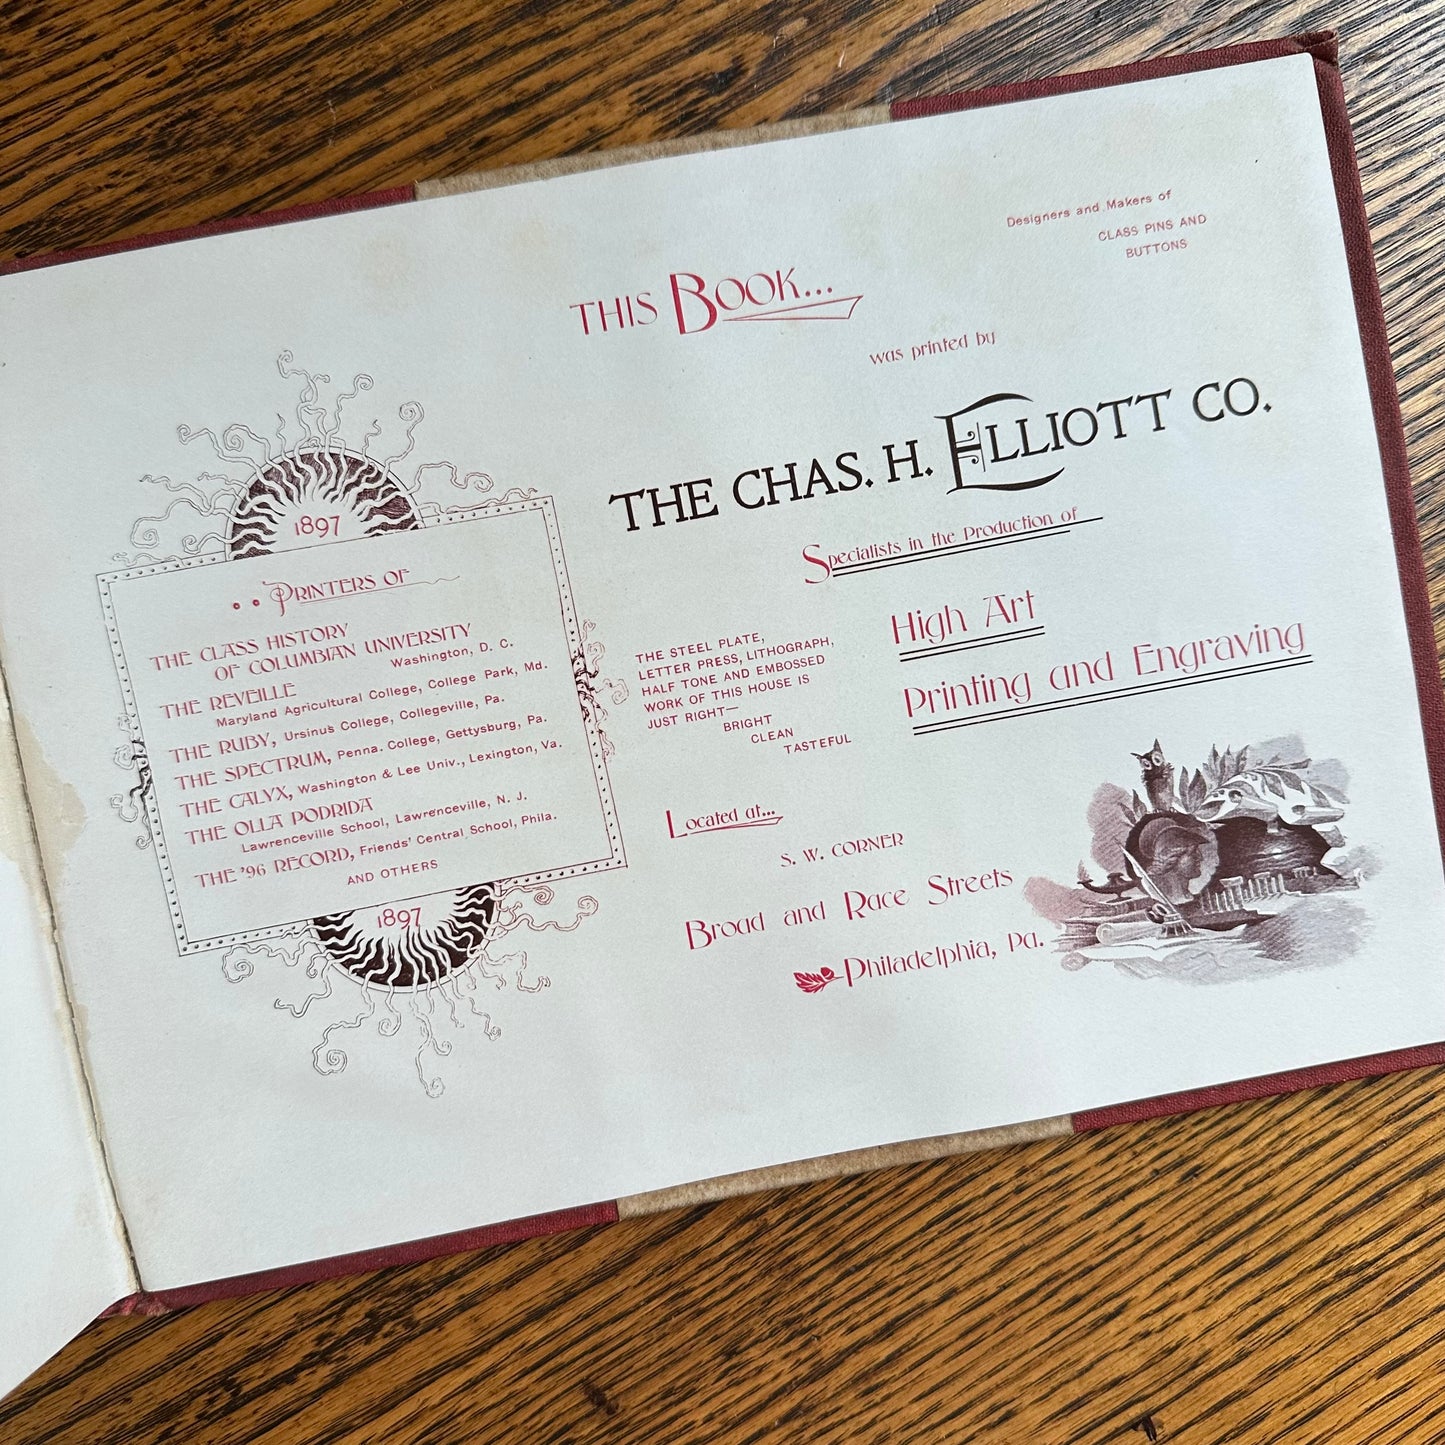 Designers and Makers of
CLASS PINS AND
BUTTONS
THIS BOOK...
was printed by
THE CHAS. H. ELLIOTT CO.
Specialists in the Production of
High Art
Printing and Engraving
THE STEEL PLATE,
LETTER PRESS, LITHOGRAPH,
HALF TONE AND EMBOSSED
WORK OF THIS HOUSE IS
JUST RIGHT—
BRIGHT
CLEAN
TASTEFUL
Located at...
S. W. CORNER
Broad and Race Streets
Philadelphia, Pa.
1897
.. PRINTERS OF
THE CLASS HISTORY
OF COLUMBIAN UNIVERSITY
Washington, D. C.
THE REVEILLE
Maryland Agricultural College, College Park, Md.
THE RUBY, Ursinus College, Collegeville, Pa.
THE SPECTRUM, Penna. College, Gettysburg, Pa.
THE CALYX, Washington & Lee Univ., Lexington, Va.
THE OLLA PODRIDA
Lawrenceville School, Lawrenceville, N. J.
THE '96 RECORD, Friends' Central School, Phila.
AND OTHERS
1897